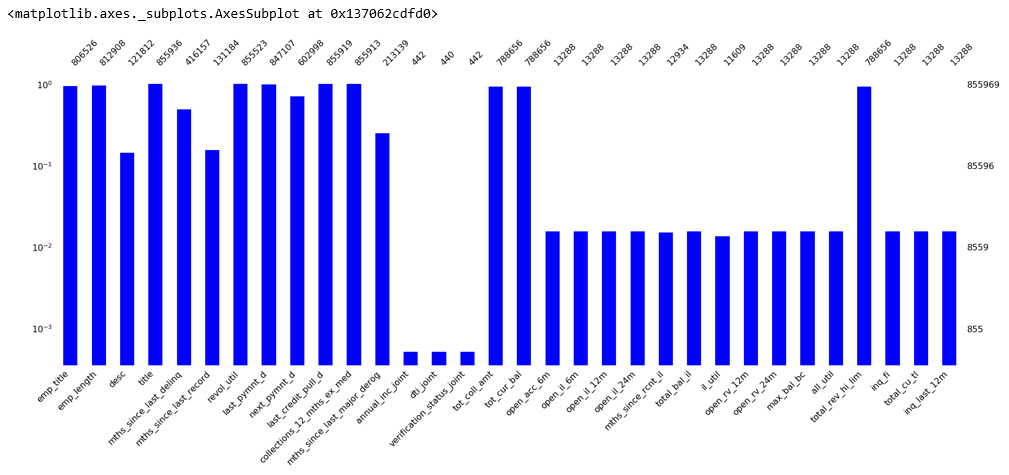 <matplotlib.axes._subplots.AxesSubplot at 0x137062cdfd0>
806526
812908
121812
855936
416157
131184
855523
847107
602998
855919
855913
213139
442
440
442
788656
788656
13288
13288
13288
13288
12934
13288
11609
13288
13288
13288
13288
788656
13288
13288
13288
10⁰
855969
10⁻¹
85596
10⁻²
8559
10⁻³
855
emp_title
emp_length
desc
title
mths_since_last_delinq
mths_since_last_record
revol_util
last_pymnt_d
next_pymnt_d
last_credit_pull_d
collections_12_mths_ex_med
mths_since_last_major_derog
annual_inc_joint
dti_joint
verification_status_joint
tot_coll_amt
tot_cur_bal
open_acc_6m
open_il_6m
open_il_12m
open_il_24m
mths_since_rcnt_il
total_bal_il
il_util
open_rv_12m
open_rv_24m
max_bal_bc
all_util
total_rev_hi_lim
inq_fi
total_cu_tl
inq_last_12m